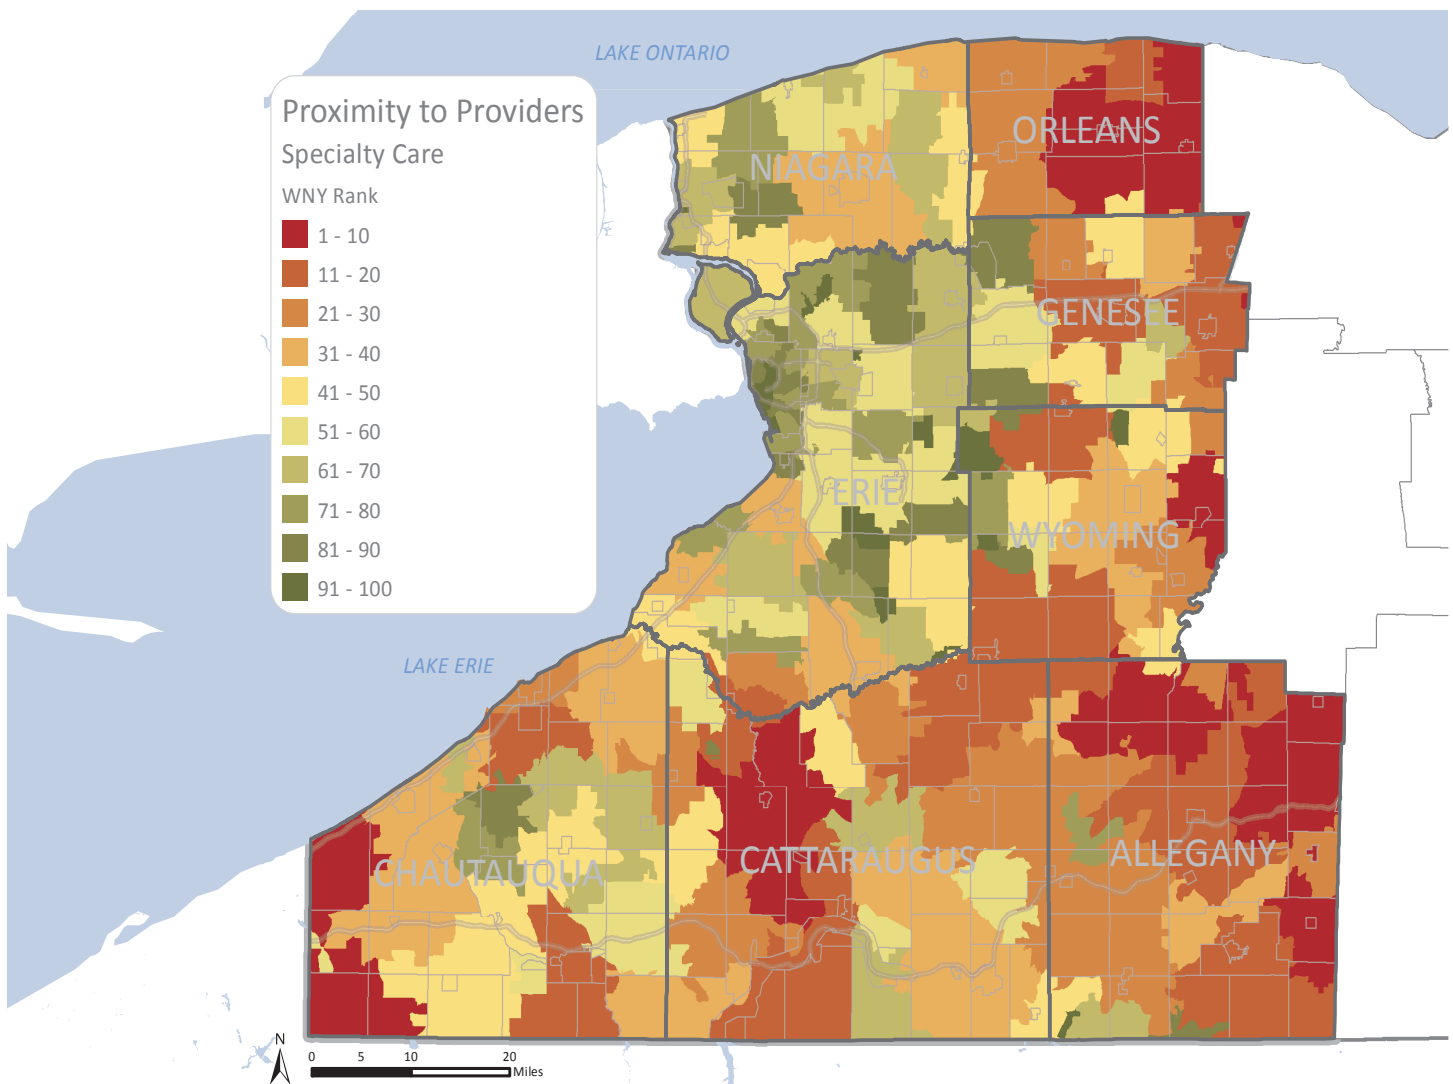 LAKE ONTARIO
Proximity to Providers
Specialty Care
WNY Rank
1 - 10
11 - 20
21 - 30
31 - 40
41 - 50
51 - 60
61 - 70
71 - 80
81 - 90
91 - 100
ORLEANS
NIAGARA
GENESEE
ERIE
WYOMING
LAKE ERIE
CHAUTAUQUA
CATTARAUGUS
ALLEGANY
N
0 5 10 20
Miles